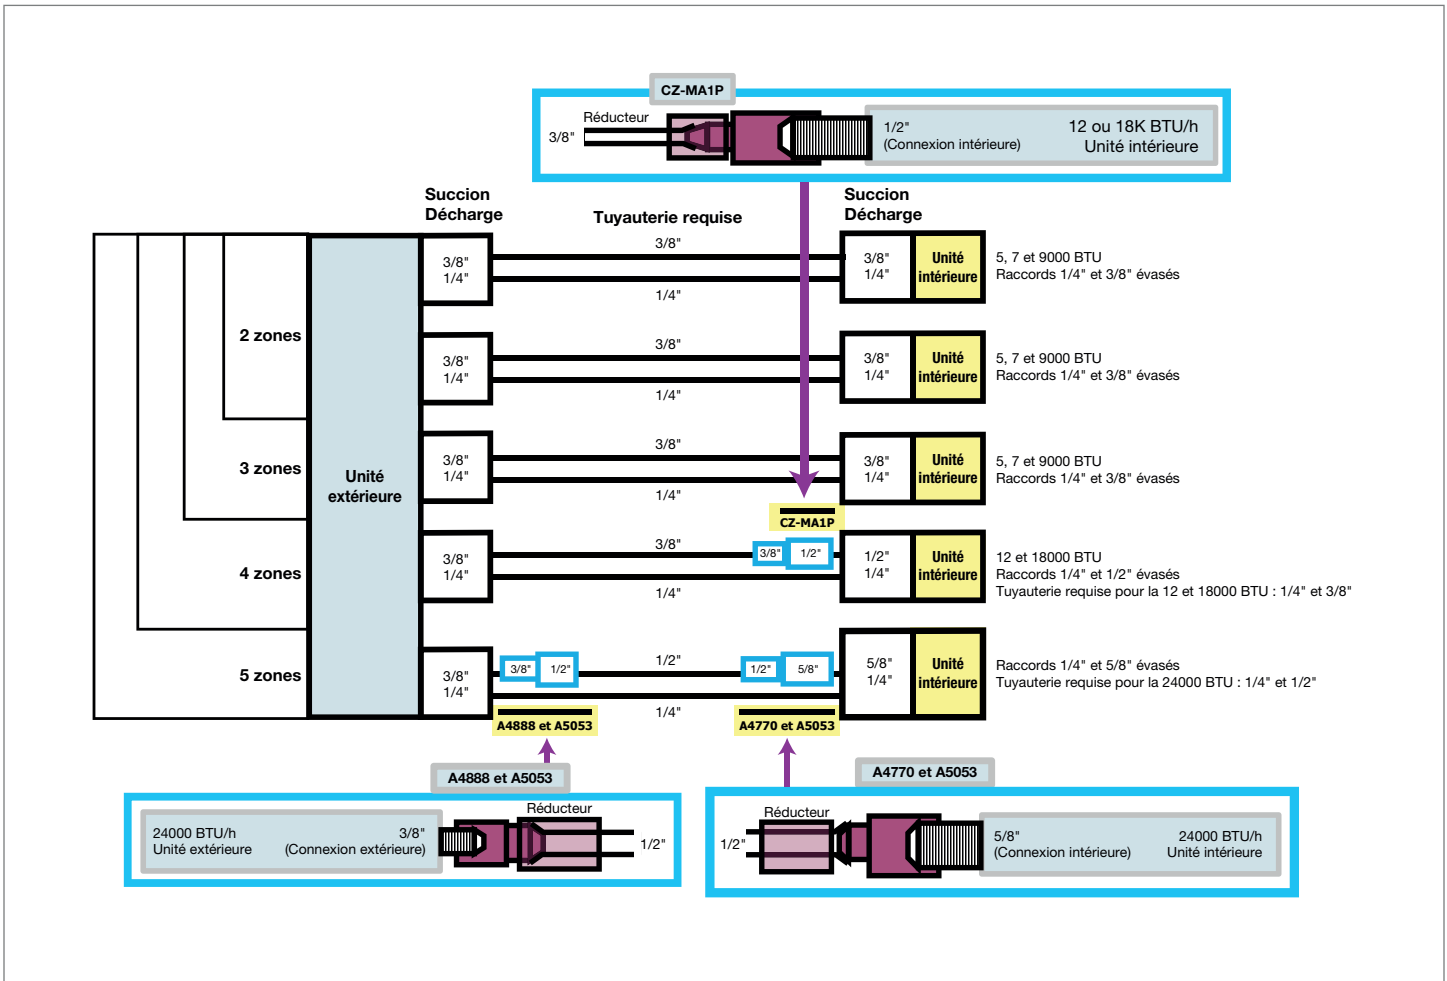 CZ-MA1P
Réducteur
3/8"
1/2"
(Connexion intérieure)
12 ou 18K BTU/h
Unité intérieure
Succion
Décharge
Tuyauterie requise
Succion
Décharge
2 zones
3 zones
4 zones
5 zones
Unité
extérieure
3/8"
1/4"
3/8"
1/4"
3/8"
1/4"
Unité
intérieure
5, 7 et 9000 BTU
Raccords 1/4" et 3/8" évasés
3/8"
1/4"
3/8"
1/4"
3/8"
1/4"
Unité
intérieure
5, 7 et 9000 BTU
Raccords 1/4" et 3/8" évasés
3/8"
1/4"
3/8"
1/4"
3/8"
1/4"
Unité
intérieure
5, 7 et 9000 BTU
Raccords 1/4" et 3/8" évasés
CZ-MA1P
3/8"
1/4"
3/8"
1/4"
3/8"
1/2"
1/2"
1/4"
Unité
intérieure
12 et 18000 BTU
Raccords 1/4" et 1/2" évasés
Tuyauterie requise pour la 12 et 18000 BTU : 1/4" et 3/8"
3/8"
1/4"
3/8"
1/2"
1/2"
1/4"
1/2"
5/8"
5/8"
1/4"
Unité
intérieure
Raccords 1/4" et 5/8" évasés
Tuyauterie requise pour la 24000 BTU : 1/4" et 1/2"
A4888 et A5053
A4770 et A5053
A4888 et A5053
24000 BTU/h
Unité extérieure
3/8"
(Connexion extérieure)
Réducteur
1/2"
A4770 et A5053
Réducteur
1/2"
5/8"
(Connexion intérieure)
24000 BTU/h
Unité intérieure